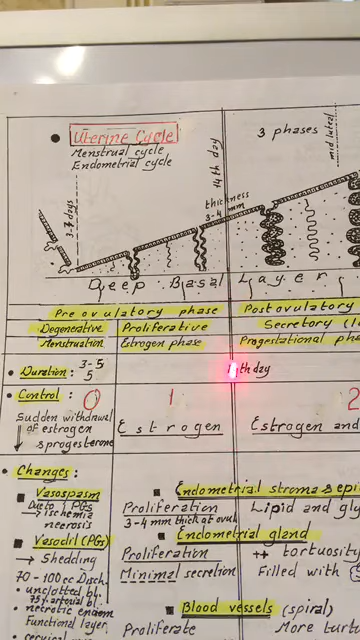 Uterine Cycle
Menstrual cycle
Endometrial cycle
3 phases
14th day
mid luteal
3-7 days
thickness
3-4 mm
Deep Basal Layer
Preovulatory phase
Postovulatory
Degenerative
Proliferative
Secretory
Menstruation
Estrogen phase
Progestational pha
Duration: 3-5
5
th day
Control: 0
1
2
Sudden withdrawal
of estrogen
progesterone
Estrogen
Estrogen and
Changes:
Vasospasm
Due to PGs
→ Ischemia
necrosis
Vasodil (PGs)
→ Shedding
70-100 cc Disch.
unclotted bl.
75% arterial bl.
necrotic endom
Functional layer
Endometrial stroma & epi
Proliferation
3-4 mm thick at ovul
Lipid and gly
Endometrial gland
Proliferation
Minimal secretion
++ tortuosity
Filled with
Blood vessels (spiral)
Proliferate
More turt